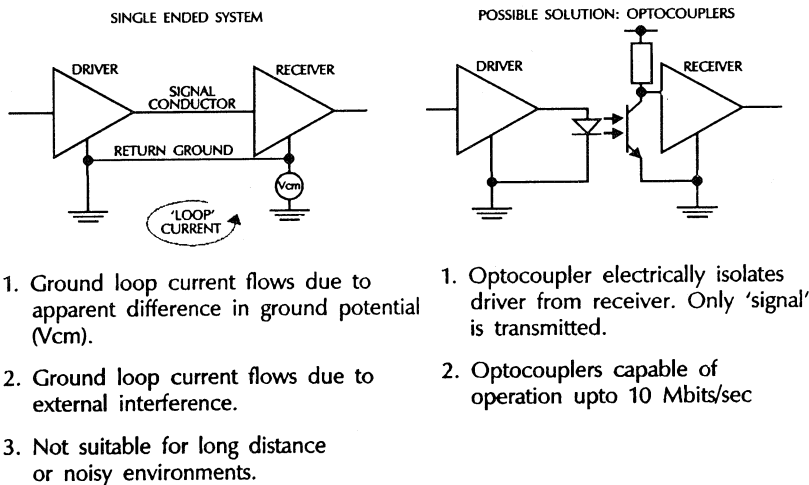 SINGLE ENDED SYSTEM
DRIVER
RECEIVER
SIGNAL
CONDUCTOR
RETURN GROUND
Vcm
'LOOP'
CURRENT
1. Ground loop current flows due to
apparent difference in ground potential
(Vcm).
2. Ground loop current flows due to
external interference.
3. Not suitable for long distance
or noisy environments.
POSSIBLE SOLUTION: OPTOCOUPLERS
DRIVER
RECEIVER
1. Optocoupler electrically isolates
driver from receiver. Only 'signal'
is transmitted.
2. Optocouplers capable of
operation upto 10 Mbits/sec